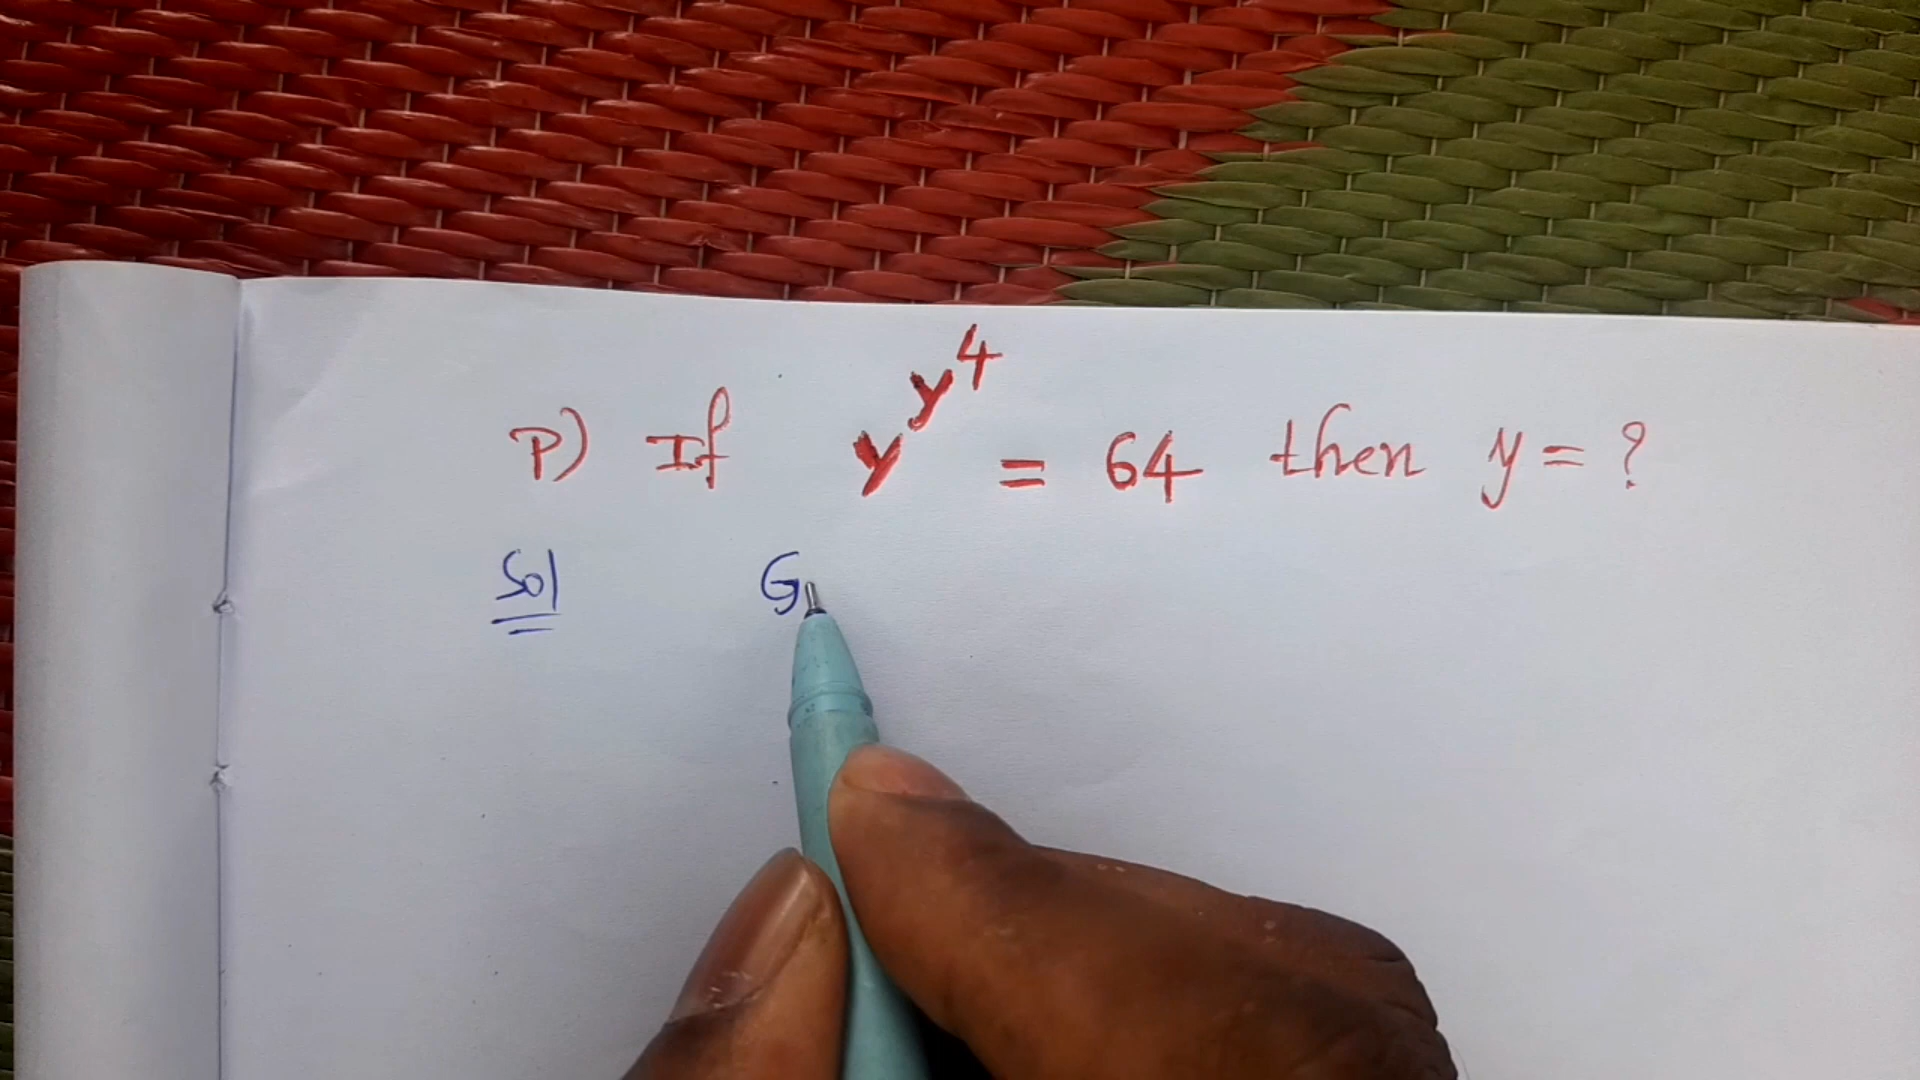 P) If y^y^4 = 64 then y = ?
Sol G